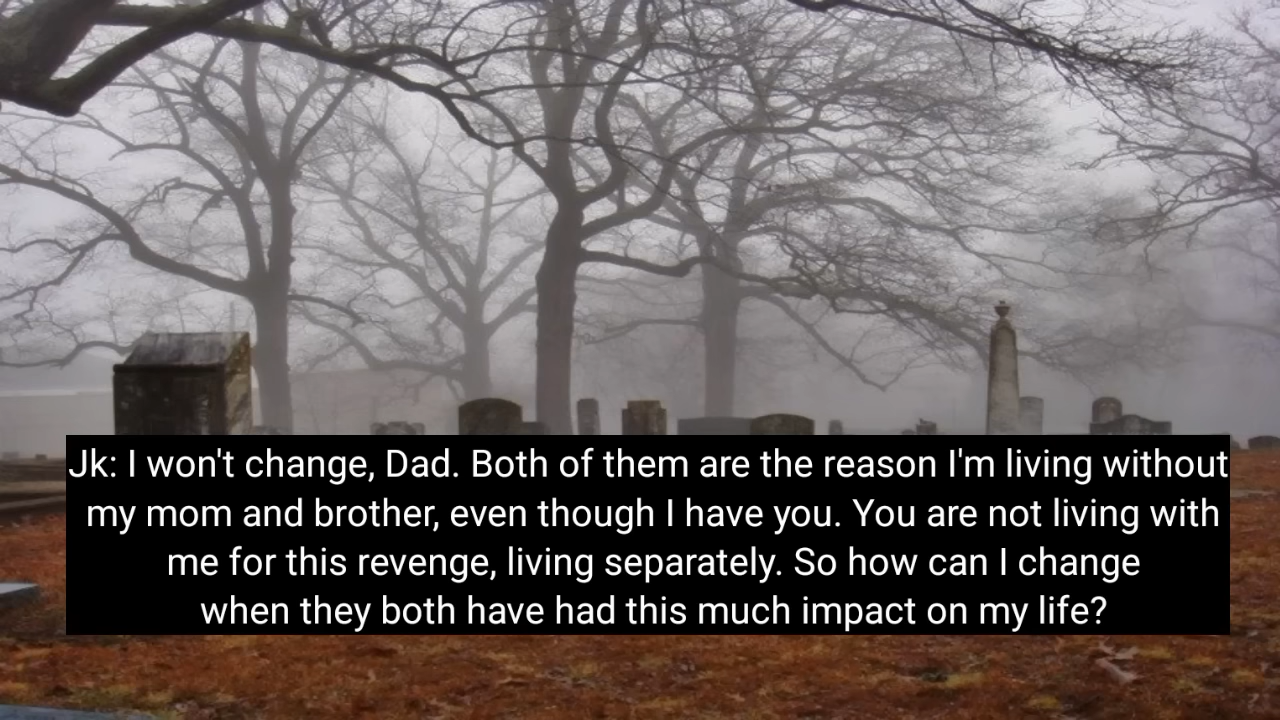 Jk: I won't change, Dad. Both of them are the reason I'm living without
my mom and brother, even though I have you. You are not living with
me for this revenge, living separately. So how can I change
when they both have had this much impact on my life?